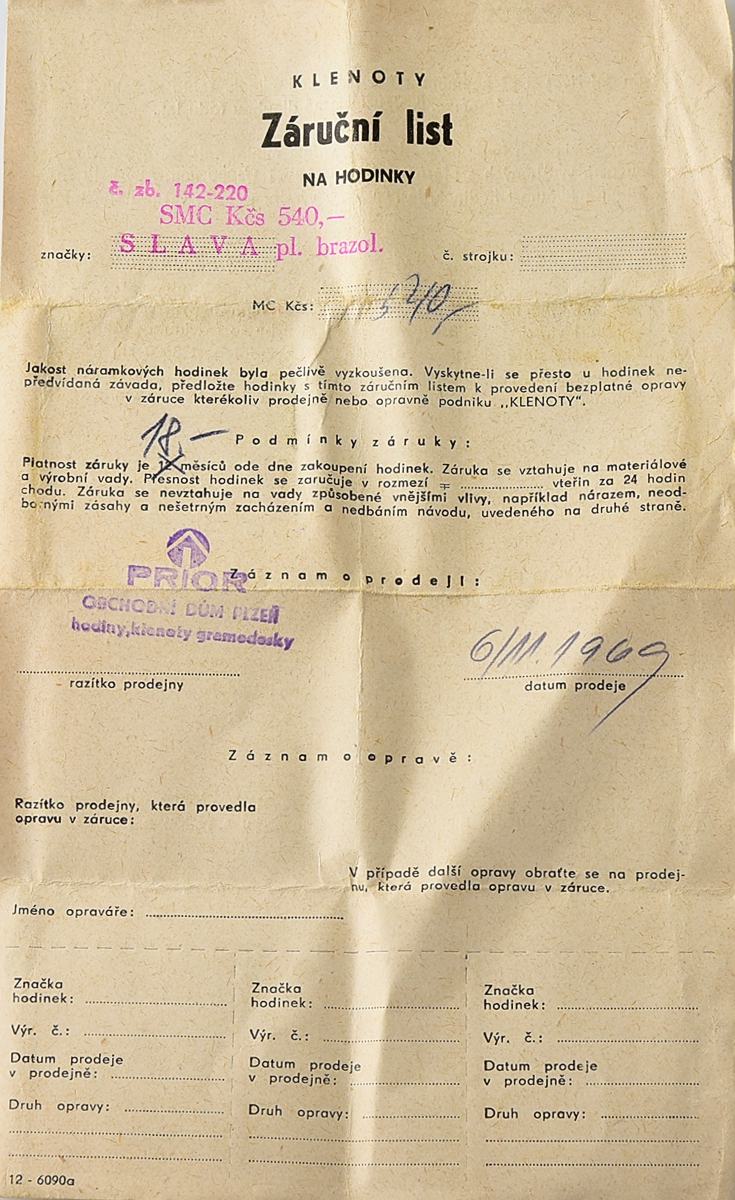 KLENOTY
Záruční list
NA HODINKY
č. zb. 142-220
SMC Kčs 540,—
značky: SLAVA pl. brazol. č. strojku:
MC Kčs: 540,
Jakost náramkových hodinek byla pečlivě vyzkoušena. Vyskytne-li se přesto u hodinek ne-
předvídaná závada, předložte hodinky s tímto záručním listem k provedení bezplatné opravy
v záruce kterékoliv prodejně nebo opravně podniku „KLENOTY".
18,—
Podmínky záruky:
Platnost záruky je 12 měsíců ode dne zakoupení hodinek. Záruka se vztahuje na materiálové
a výrobní vady. Přesnost hodinek se zaručuje v rozmezí ∓ .................... vteřin za 24 hodin
chodu. Záruka se nevztahuje na vady způsobené vnějšími vlivy, například nárazem, neod-
bornými zásahy a nešetrným zacházením a nedbáním návodu, uvedeného na druhé straně.
PRIOR
Záznam o prodeji:
OBCHODNÍ DŮM PLZEŇ
hodiny,klenoty gramodesky
6/11. 1969
razítko prodejny
datum prodeje
Záznam o opravě:
Razítko prodejny, která provedla
opravu v záruce:
V případě další opravy obraťte se na prodej-
nu, která provedla opravu v záruce.
Jméno opraváře:
Značka
hodinek:
Výr. č.:
Datum prodeje
v prodejně:
Druh opravy:
Značka
hodinek:
Výr. č.:
Datum prodeje
v prodejně:
Druh opravy:
Značka
hodinek:
Výr. č.:
Datum prodeje
v prodejně:
Druh opravy:
12 - 6090a